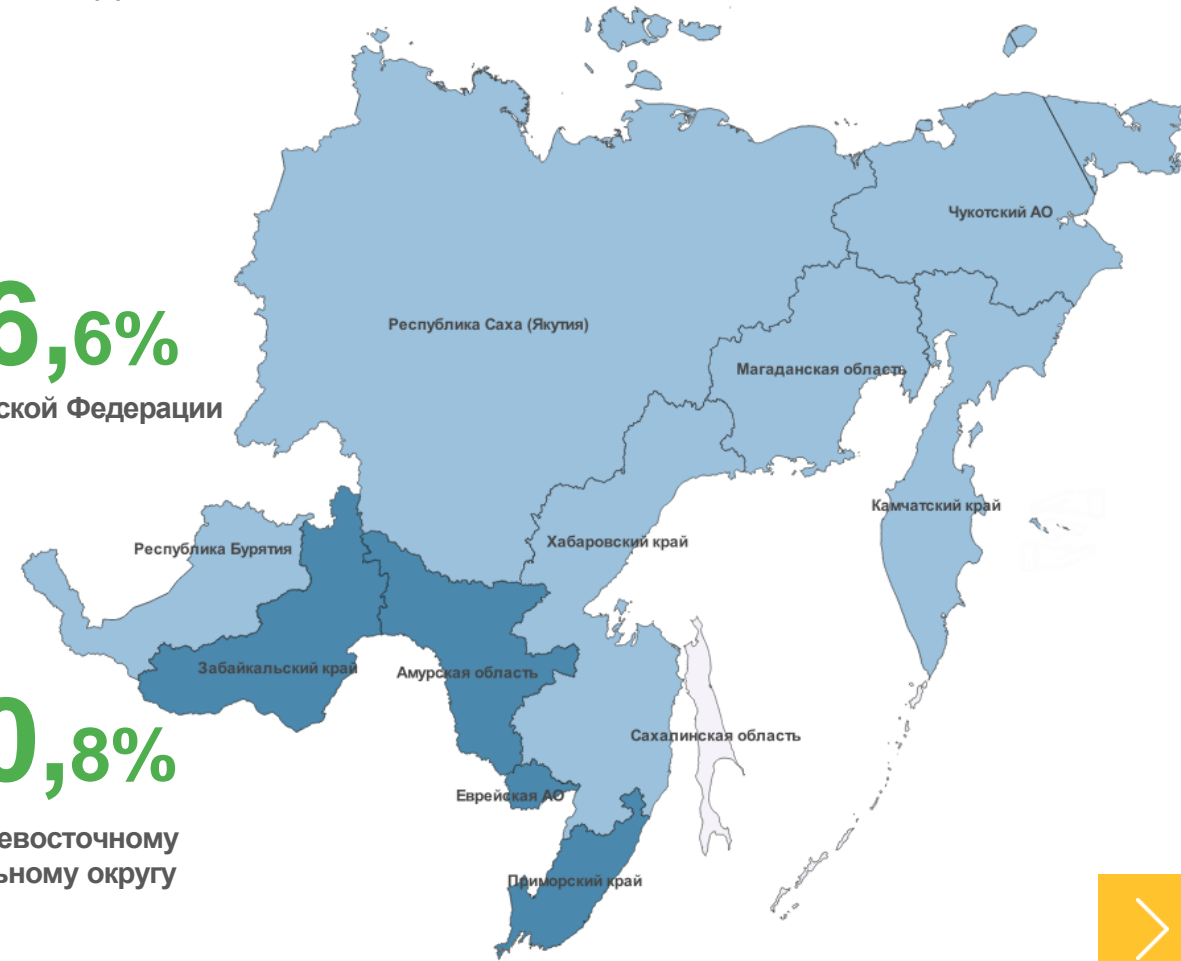 Чукотский АО
6,6%
Республика Саха (Якутия)
Магаданская область
ской Федерации
Камчатский край
Республика Бурятия
Хабаровский край
Забайкальский край
Амурская область
0,8%
Сахалинская область
Еврейская АО
евосточному
ьному округу
Приморский край